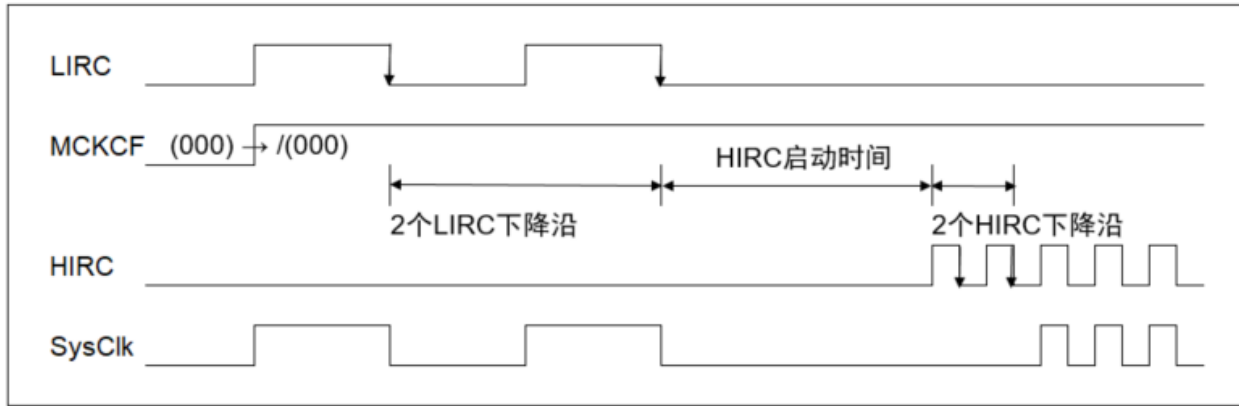 LIRC
MCKCF (000) → /(000)
HIRC启动时间
2个LIRC下降沿 2个HIRC下降沿
HIRC
SysClk